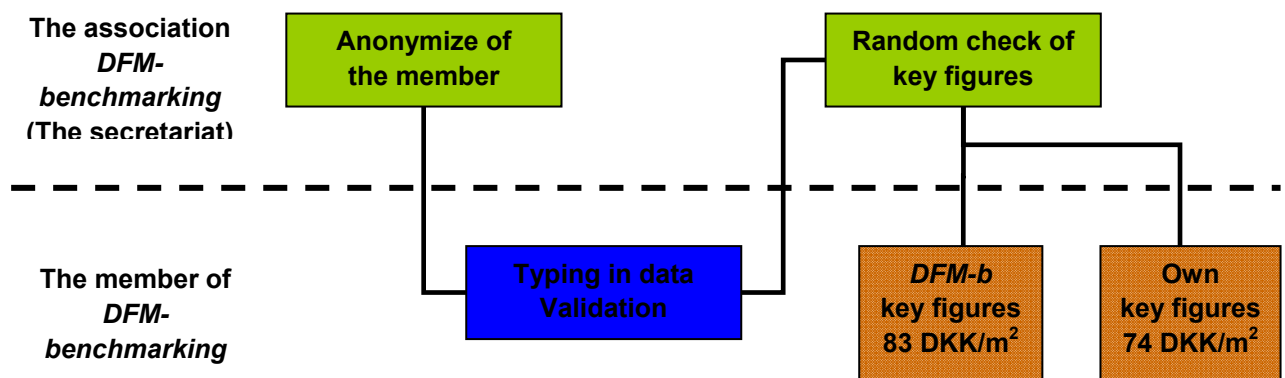 The association
DFM-
benchmarking
(The secretariat)
Anonymize of
the member
Random check of
key figures
The member of
DFM-
benchmarking
Typing in data
Validation
DFM-b
key figures
83 DKK/m²
Own
key figures
74 DKK/m²